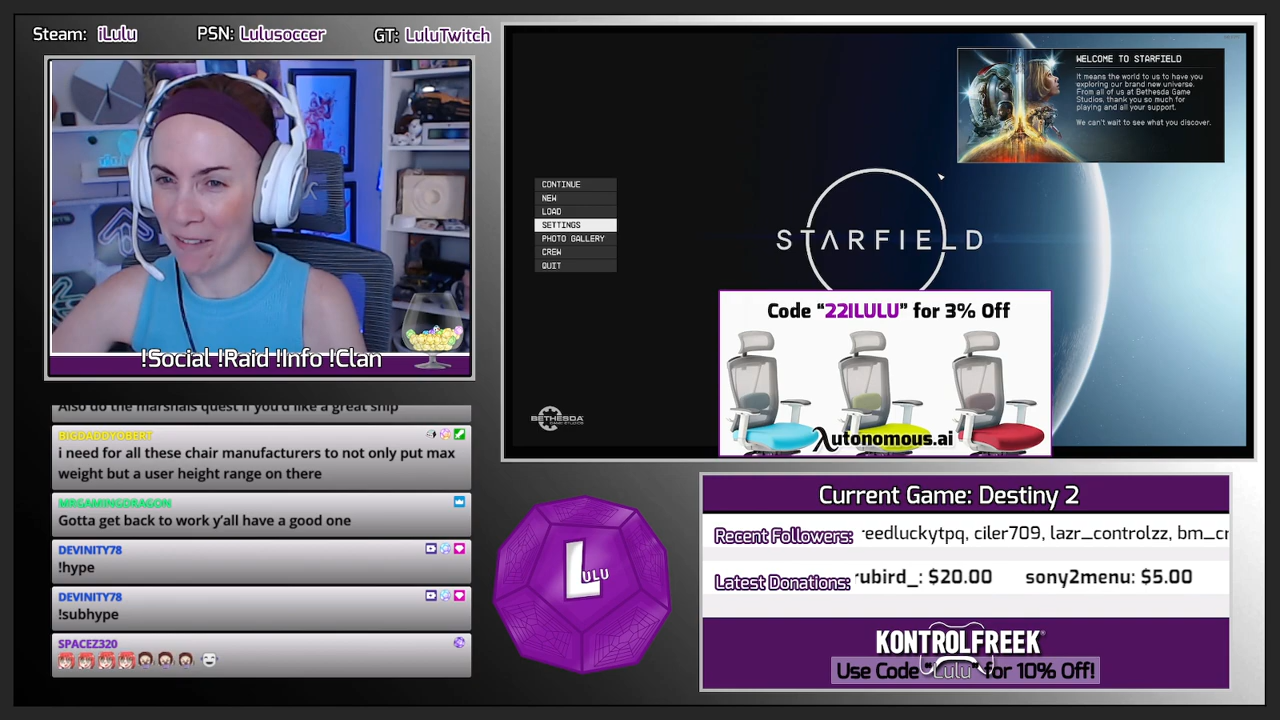 Steam: iLulu PSN: Lulusoccer GT: LuluTwitch
!Social !Raid !Info !Clan
Also do the marshals quest if you'd like a great ship
BIGDADDYOBERT
i need for all these chair manufacturers to not only put max
weight but a user height range on there
MRGAMINGDRAGON
Gotta get back to work y'all have a good one
DEVINITY78
!hype
DEVINITY78
!subhype
SPACEZ320
WELCOME TO STARFIELD
It means the world to us to have you
exploring our brand new universe.
From all of us at Bethesda Game
Studios, thank you so much for
playing and all your support.
We can't wait to see what you discover.
CONTINUE
NEW
LOAD
SETTINGS
PHOTO GALLERY
CREW
QUIT
STARFIELD
BETHESDA
GAME STUDIOS
Code "22ILULU" for 3% Off
Autonomous.ai
LULU
Current Game: Destiny 2
Recent Followers: reedluckytpq, ciler709, lazr_controlzz, bm_cr
Latest Donations: rubird_: $20.00 sony2menu: $5.00
KONTROLFREEK
Use Code "Lulu" for 10% Off!